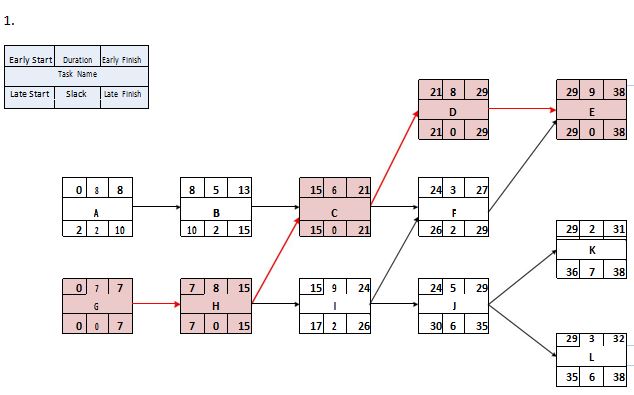 1.
Early Start Duration Early Finish
Task Name
Late Start Slack Late Finish
21 8 29
D
21 0 29
29 9 38
E
29 0 38
0 8 8
A
2 2 10
8 5 13
B
10 2 15
15 6 21
C
15 0 21
24 3 27
F
26 2 29
29 2 31
K
36 7 38
0 7 7
G
0 0 7
7 8 15
H
7 0 15
15 9 24
I
17 2 26
24 5 29
J
30 6 35
29 3 32
L
35 6 38